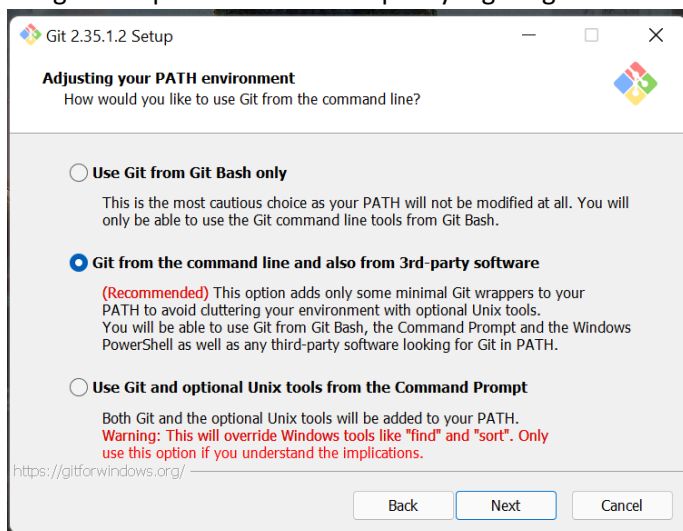 Git 2.35.1.2 Setup
Adjusting your PATH environment
How would you like to use Git from the command line?
Use Git from Git Bash only
This is the most cautious choice as your PATH will not be modified at all. You will
only be able to use the Git command line tools from Git Bash.
Git from the command line and also from 3rd-party software
(Recommended) This option adds only some minimal Git wrappers to your
PATH to avoid cluttering your environment with optional Unix tools.
You will be able to use Git from Git Bash, the Command Prompt and the Windows
PowerShell as well as any third-party software looking for Git in PATH.
Use Git and optional Unix tools from the Command Prompt
Both Git and the optional Unix tools will be added to your PATH.
Warning: This will override Windows tools like "find" and "sort". Only
use this option if you understand the implications.
https://gitforwindows.org/
Back Next Cancel